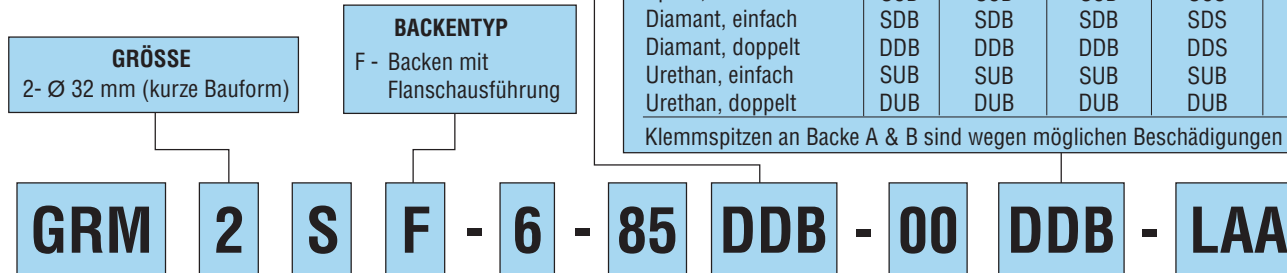 GRÖSSE
2- Ø 32 mm (kurze Bauform)
BACKENTYP
F - Backen mit
Flanschausführung
Diamant, einfach SDB SDB SDB SDS
Diamant, doppelt DDB DDB DDB DDS
Urethan, einfach SUB SUB SUB SUB
Urethan, doppelt DUB DUB DUB DUB
Klemmspitzen an Backe A & B sind wegen möglichen Beschädigungen
GRM 2 S F - 6 - 85 DDB - 00 DDB - LAA